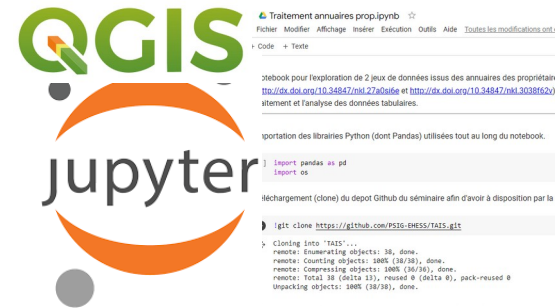 QGIS
jupyter
Traitement annuaires prop.ipynb
Fichier Modifier Affichage Insérer Exécution Outils Aide Toutes les modifications ont
Code + Texte
pour l'exploration de 2 jeux de données issus des annuaires des
http://dx.doi.org/10.34847/nkl.27a0sj6e et http://dx.doi.org/10.34847/nkl.3038f62v)
et l'analyse des données tabulaires.
des librairies Python (dont Pandas) utilisées tout au long du notebook.
import pandas as pd
import os
(clone) du depot Github du séminaire afin d'avoir à disposition par la
!git clone https://github.com/PSIG-EHESS/TAIS.git
Cloning into 'TAIS'...
remote: Enumerating objects: 38, done.
remote: Counting objects: 100% (38/38), done.
remote: Compressing objects: 100% (36/36), done.
remote: Total 38 (delta 13), reused 0 (delta 0), pack-reused 0
Unpacking objects: 100% (38/38), done.